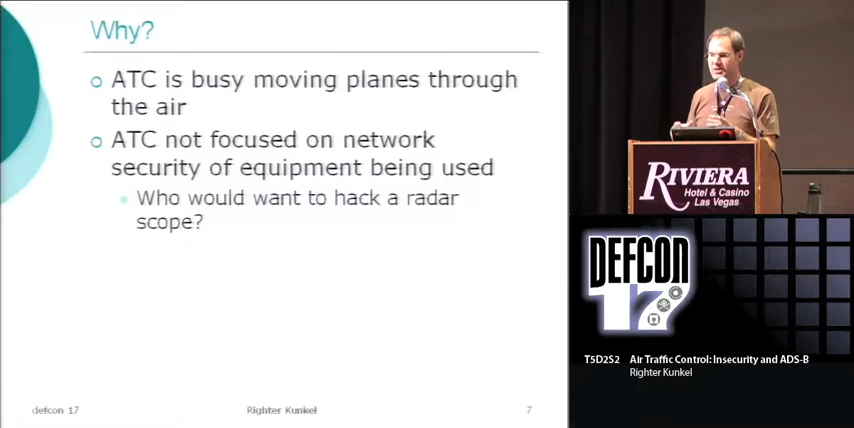 Why?
ATC is busy moving planes through
the air
ATC not focused on network
security of equipment being used
Who would want to hack a radar
scope?
defcon 17
Righter Kunkel
7
RIVIERA
Hotel & Casino
Las Vegas
DEFCON
17
T5D2S2 Air Traffic Control: Insecurity and ADS-B
Righter Kunkel